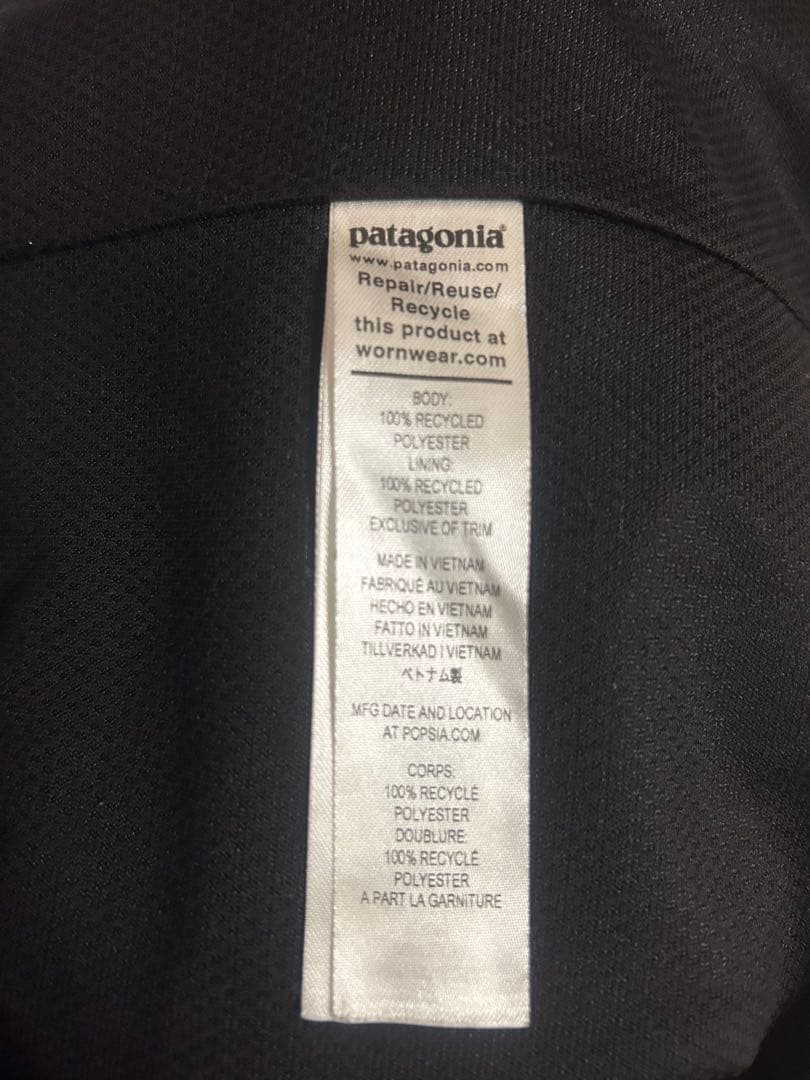 patagonia®
www.patagonia.com
Repair/Reuse/
Recycle
this product at
wornwear.com
BODY:
100% RECYCLED
POLYESTER
LINING:
100% RECYCLED
POLYESTER
EXCLUSIVE OF TRIM
MADE IN VIETNAM
FABRIQUÉ AU VIETNAM
HECHO EN VIETNAM
FATTO IN VIETNAM
TILLVERKAD I VIETNAM
ベトナム製
MFG DATE AND LOCATION
AT PCPSIA.COM
CORPS:
100% RECYCLÉ
POLYESTER
DOUBLURE:
100% RECYCLÉ
POLYESTER
A PART LA GARNITURE